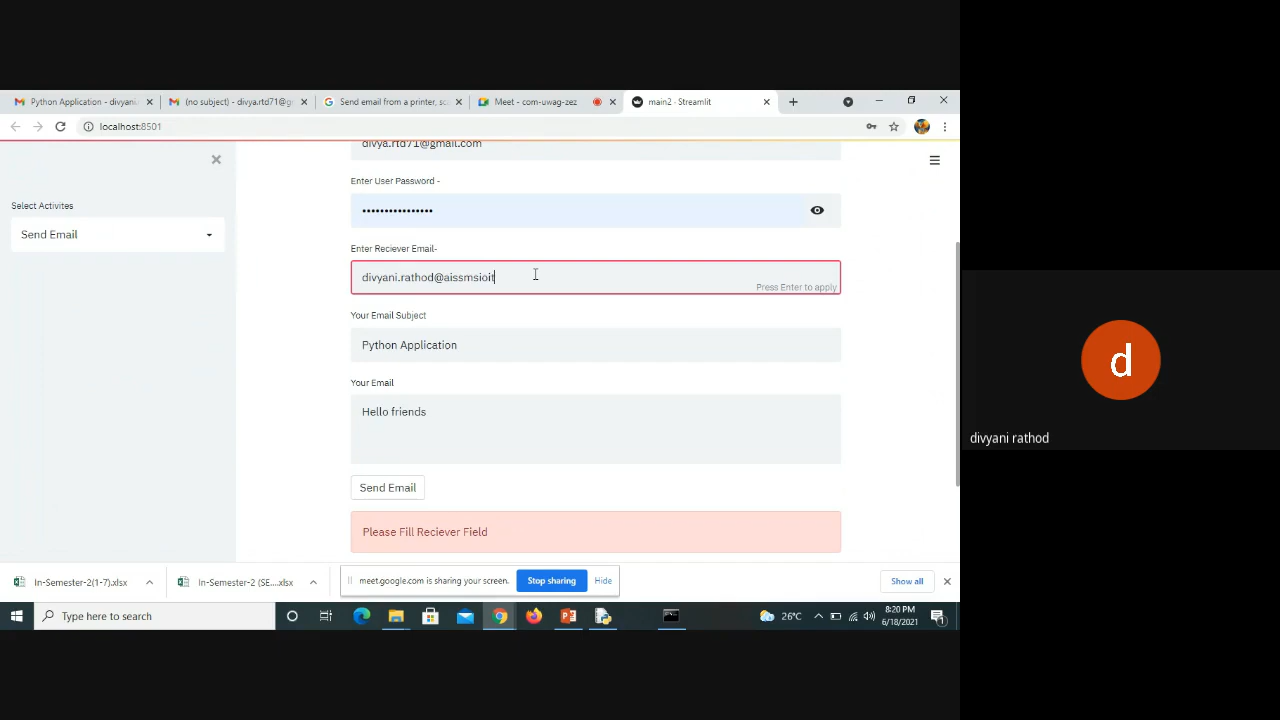 Python Application - divyani. (no subject) - divya.rtd71@g Send email from a printer, sc Meet - com-uwag-zez main2 · Streamlit
localhost:8501
divya.rtd71@gmail.com
Enter User Password -
••••••••••••••••
Select Activites
Send Email
Enter Reciever Email-
divyani.rathod@aissmsioit
Press Enter to apply
Your Email Subject
Python Application
Your Email
Hello friends
Send Email
Please Fill Reciever Field
d
divyani rathod
In-Semester-2(1-7).xlsx In-Semester-2 (SE....xlsx meet.google.com is sharing your screen. Stop sharing Hide Show all
Type here to search 26°C 8:20 PM
6/18/2021
1